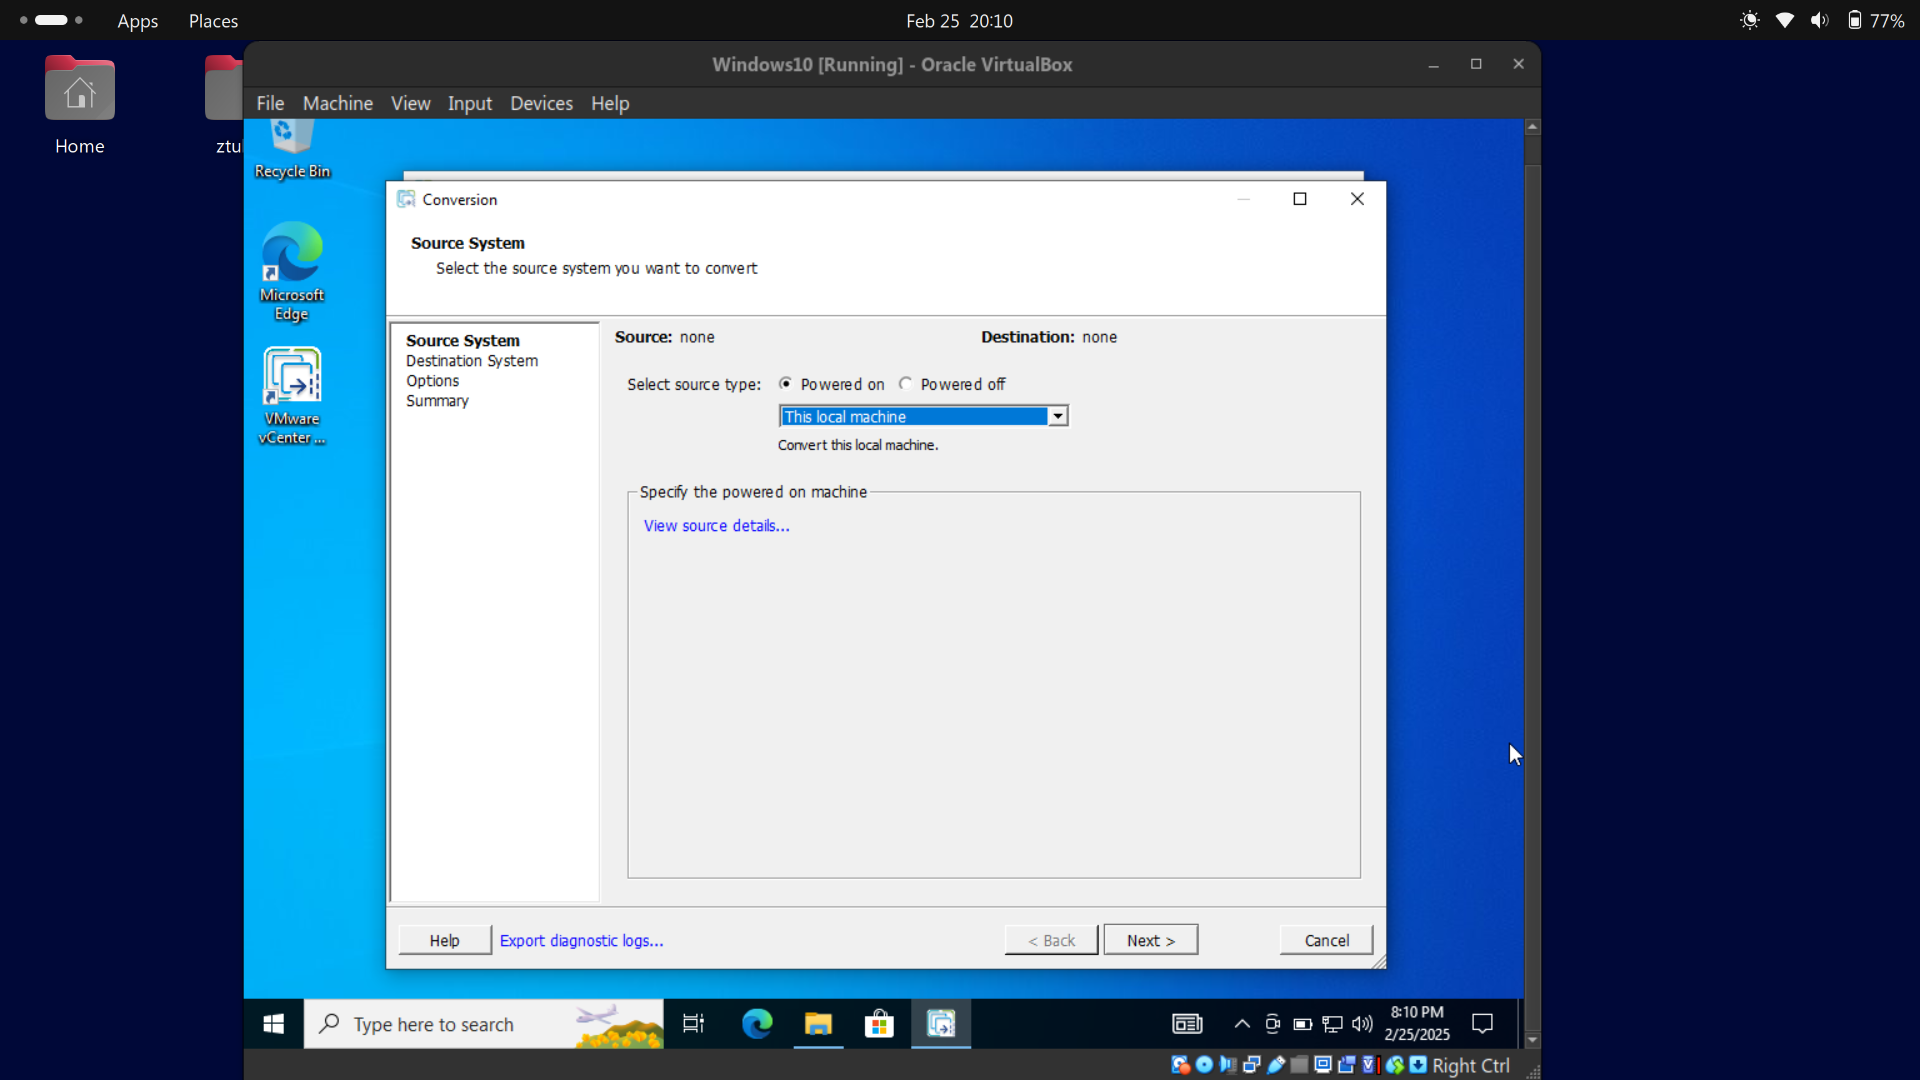 Apps Places
Feb 25 20:10
77%
Home
ztu
Windows10 [Running] - Oracle VirtualBox
File Machine View Input Devices Help
Recycle Bin
Microsoft
Edge
VMware
vCenter ...
Conversion
Source System
Select the source system you want to convert
Source System
Destination System
Options
Summary
Source: none
Destination: none
Select source type: Powered on Powered off
This local machine
Convert this local machine.
Specify the powered on machine
View source details...
Help
Export diagnostic logs...
< Back
Next >
Cancel
Type here to search
8:10 PM
2/25/2025
Right Ctrl